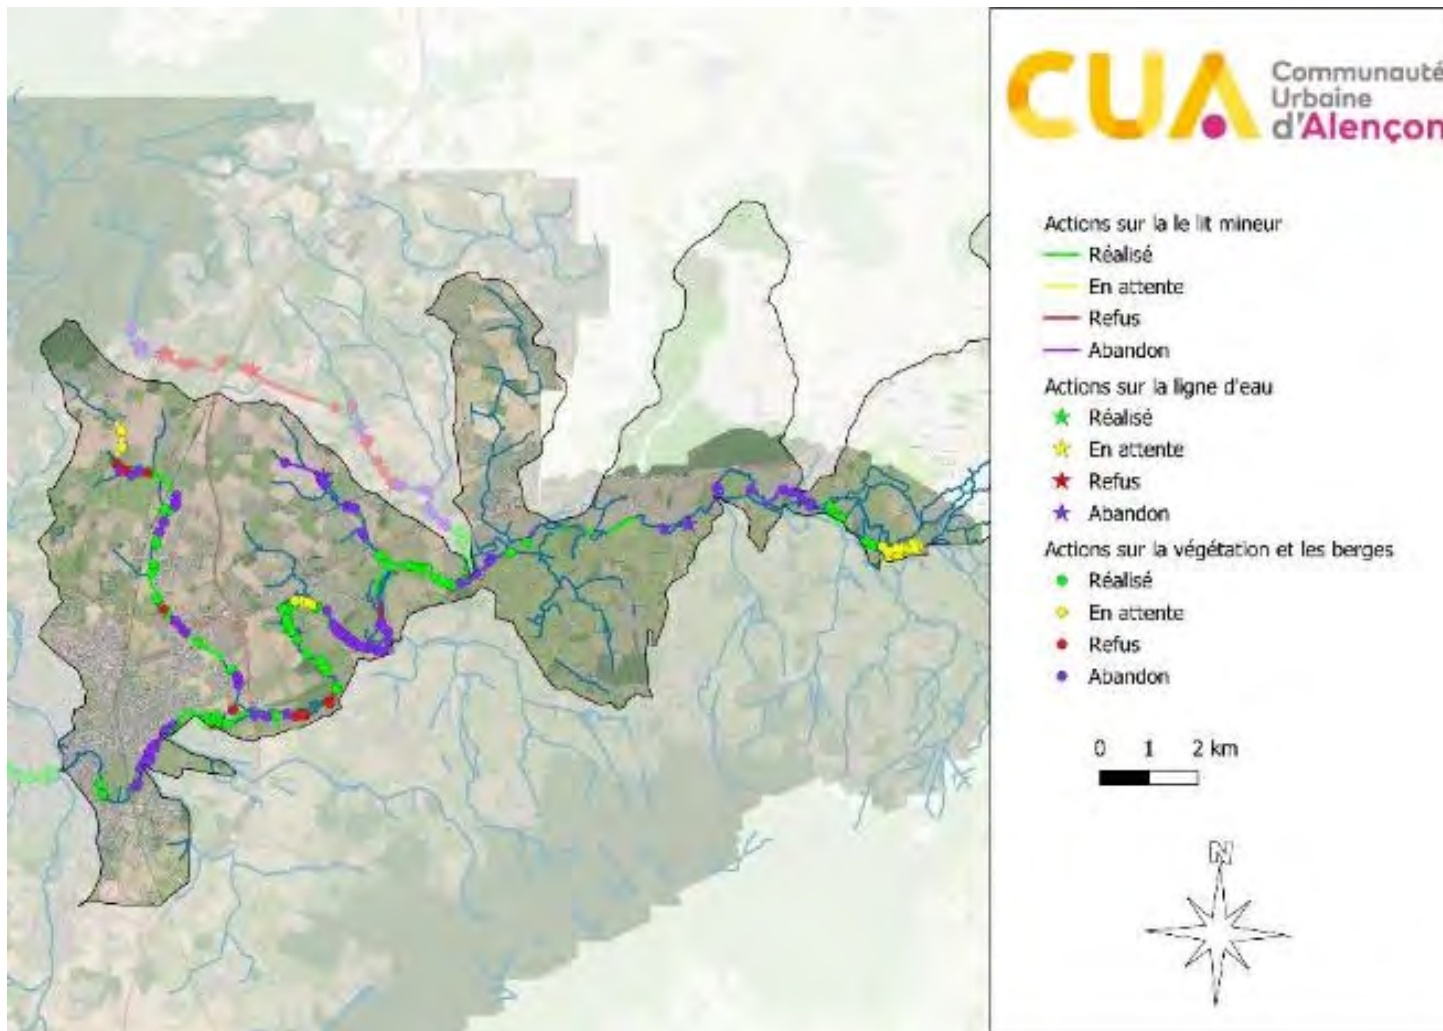 CUA
Communauté
Urbaine
d'Alençon
Actions sur la le lit mineur
Réalisé
En attente
Refus
Abandon
Actions sur la ligne d'eau
Réalisé
En attente
Refus
Abandon
Actions sur la végétation et les berges
Réalisé
En attente
Refus
Abandon
0 1 2 km
N